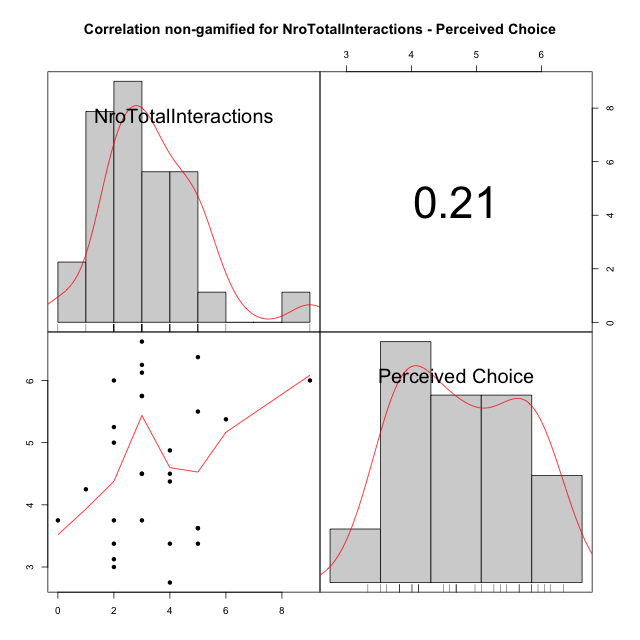 Correlation non-gamified for NroTotalInteractions - Perceived Choice
3 4 5 6
NroTotalInteractions
0.21
8
6
4
2
0
6
5
4
3
Perceived Choice
0 2 4 6 8